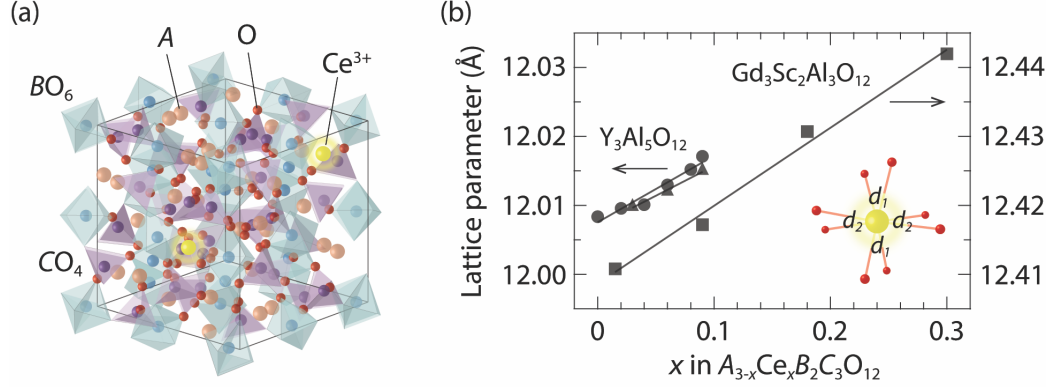 (a)
A
O
Ce³⁺
BO₆
CO₄
(b)
Lattice parameter (Å)
12.03
12.02
12.01
12.00
Gd₃Sc₂Al₃O₁₂
Y₃Al₅O₁₂
12.44
12.43
12.42
12.41
d₁
d₂ d₂
d₁
0 0.1 0.2 0.3
x in A₃₋ₓCeₓB₂C₃O₁₂